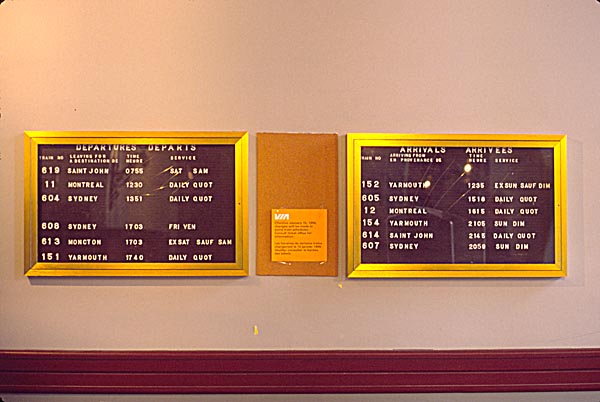 DEPARTURES DEPARTS
TRAIN NO LEAVING FOR TIME SERVICE
A DESTINATION DE HEURE
619 SAINT JOHN 0755 SAT SAM
11 MONTREAL 1230 DAILY QUOT
604 SYDNEY 1351 DAILY QUOT
608 SYDNEY 1703 FRI VEN
613 MONCTON 1703 EXSAT SAUF SAM
151 YARMOUTH 1740 DAILY QUOT
VIA
ARRIVALS ARRIVEES
TRAIN NO ARRIVING FROM TIME SERVICE
EN PROVENANCE DE HEURE
152 YARMOUTH 1235 EXSUN SAUF DIM
605 SYDNEY 1518 DAILY QUOT
12 MONTREAL 1615 DAILY QUOT
154 YARMOUTH 2105 SUN DIM
614 SAINT JOHN 2145 DAILY QUOT
607 SYDNEY 2058 SUN DIM